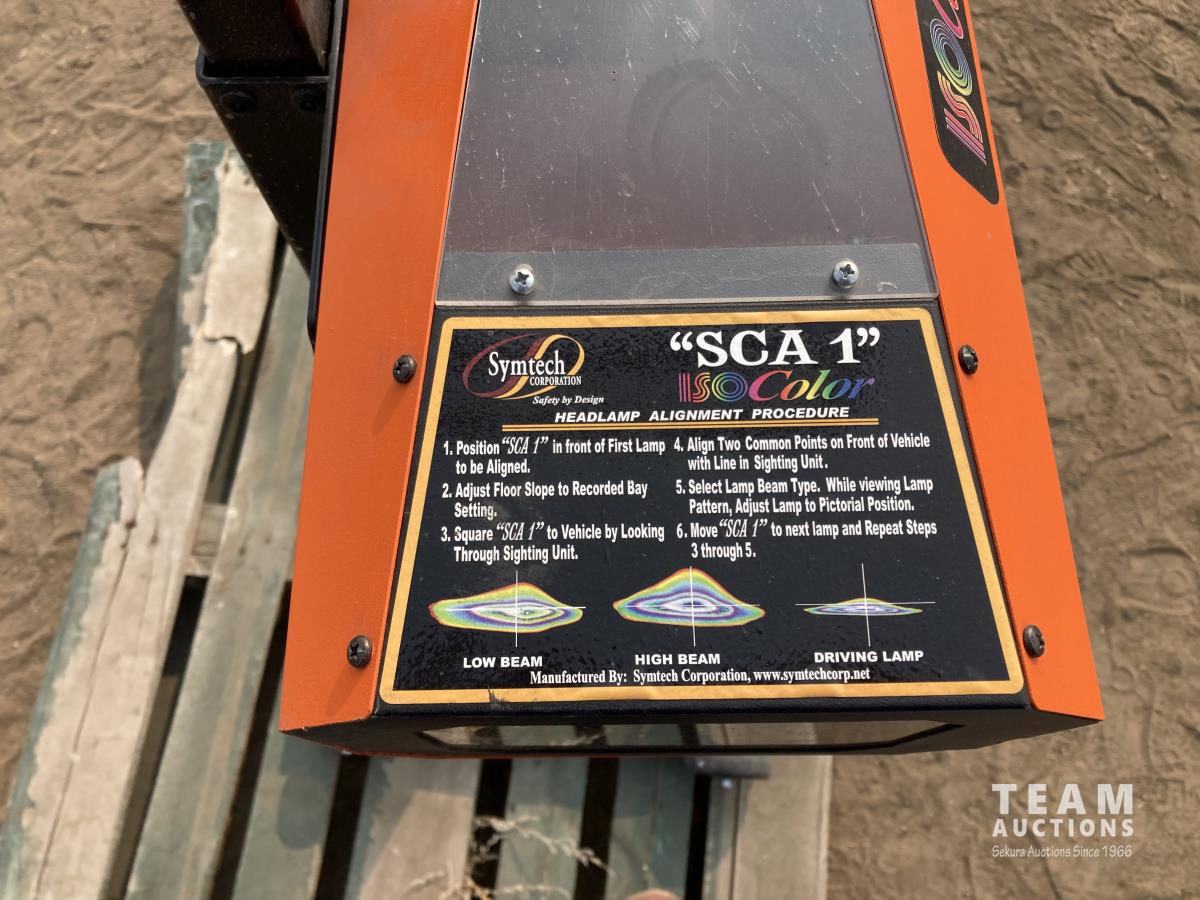 ISOCo
Symtech
CORPORATION
Safety by Design
“SCA 1”
ISOColor
HEADLAMP ALIGNMENT PROCEDURE
1. Position “SCA 1” in front of First Lamp
to be Aligned.
2. Adjust Floor Slope to Recorded Bay
Setting.
3. Square “SCA 1” to Vehicle by Looking
Through Sighting Unit.
4. Align Two Common Points on Front of Vehicle
with Line in Sighting Unit.
5. Select Lamp Beam Type. While viewing Lamp
Pattern, Adjust Lamp to Pictorial Position.
6. Move “SCA 1” to next lamp and Repeat Steps
3 through 5.
LOW BEAM
HIGH BEAM
DRIVING LAMP
Manufactured By: Symtech Corporation, www.symtechcorp.net
TEAM
AUCTIONS
Sekura Auctions Since 1966